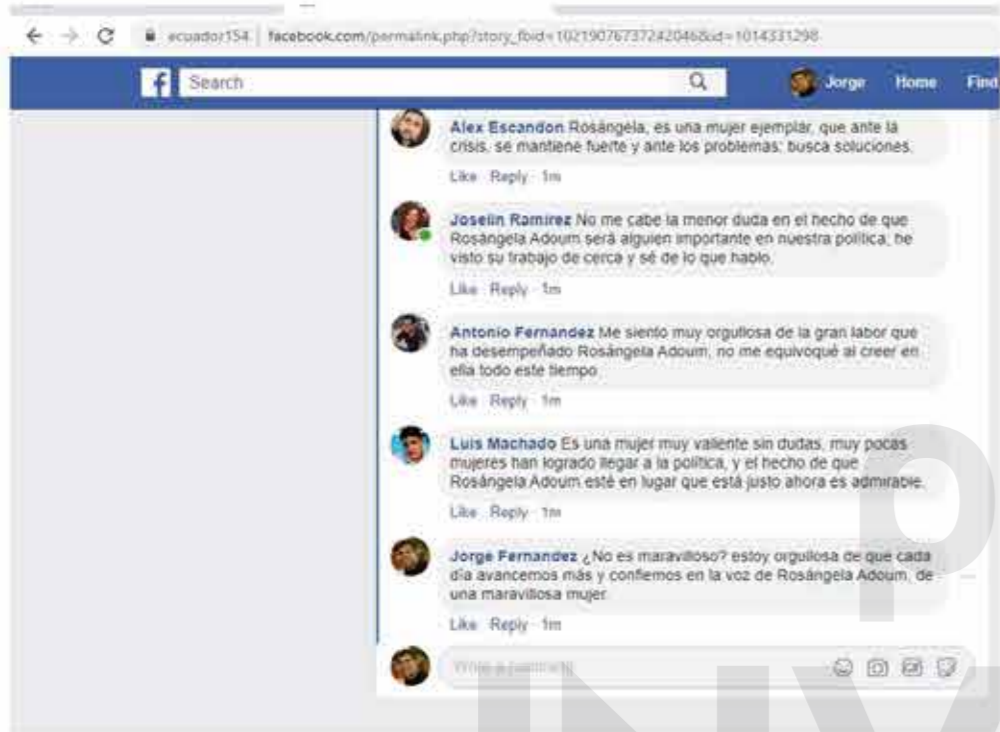 ecuador154 | facebook.com/permalink.php?story_fbid=10219076737242046&id=1014331298
Search
Jorge Home Find
Alex Escandon Rosángela, es una mujer ejemplar, que ante la
crisis, se mantiene fuerte y ante los problemas; busca soluciones.
Like Reply 1m
Joselin Ramirez No me cabe la menor duda en el hecho de que
Rosángela Adoum será alguien importante en nuestra política, he
visto su trabajo de cerca y sé de lo que hablo.
Like Reply 1m
Antonio Fernandez Me siento muy orgullosa de la gran labor que
ha desempeñado Rosángela Adoum, no me equivoqué al creer en
ella todo este tiempo
Like Reply 1m
Luis Machado Es una mujer muy valiente sin dudas, muy pocas
mujeres han logrado llegar a la política, y el hecho de que
Rosángela Adoum esté en lugar que está justo ahora es admirable.
Like Reply 1m
Jorge Fernandez ¿No es maravilloso? estoy orgullosa de que cada
día avancemos más y confiemos en la voz de Rosángela Adoum, de
una maravillosa mujer.
Like Reply 1m
Write a comment
GIF